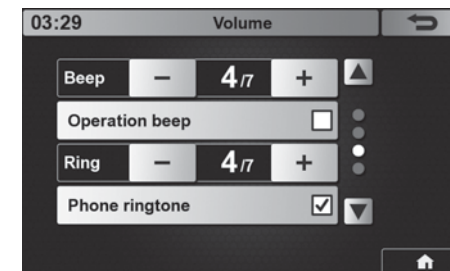 03:29 Volume
Beep − 4/7 +
Operation beep
Ring − 4/7 +
Phone ringtone